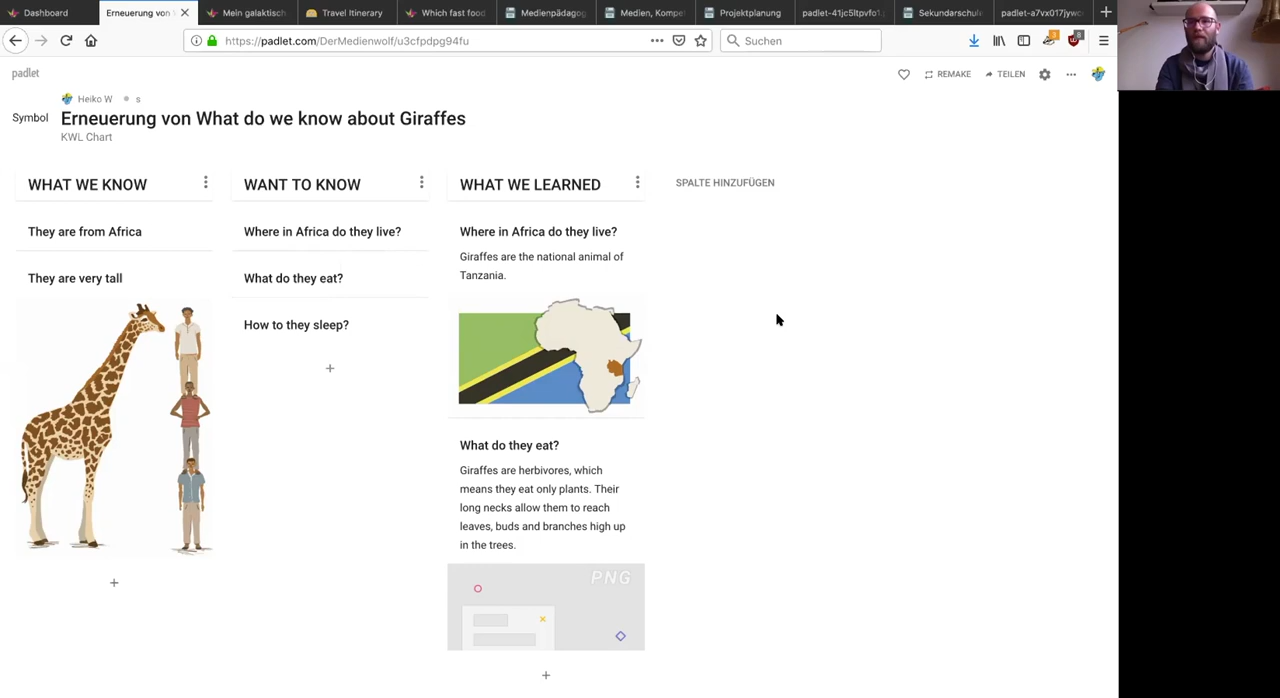 Dashboard
Erneuerung von
Mein galaktisch
Travel Itinerary
Which fast food
Medienpädagog
Medien, Kompe
Projektplanung
padlet-41jc5ltpvfo1
Sekundarschule
padlet-a7vx017jywc
https://padlet.com/DerMedienwolf/u3cfpdpg94fu
Suchen
3
8
padlet
REMAKE
TEILEN
Heiko W
s
Symbol
Erneuerung von What do we know about Giraffes
KWL Chart
WHAT WE KNOW
They are from Africa
They are very tall
WANT TO KNOW
Where in Africa do they live?
What do they eat?
How to they sleep?
WHAT WE LEARNED
Where in Africa do they live?
Giraffes are the national animal of
Tanzania.
What do they eat?
Giraffes are herbivores, which
means they eat only plants. Their
long necks allow them to reach
leaves, buds and branches high up
in the trees.
PNG
SPALTE HINZUFÜGEN